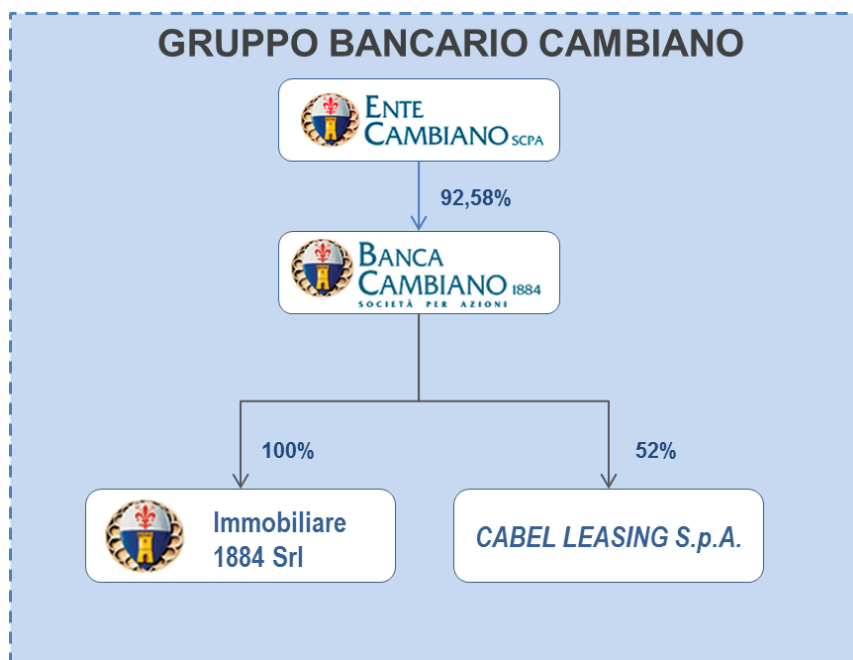 GRUPPO BANCARIO CAMBIANO
ENTE
CAMBIANO SCPA
92,58%
BANCA
CAMBIANO 1884
SOCIETÀ PER AZIONI
100%
52%
Immobiliare
1884 Srl
CABEL LEASING S.p.A.